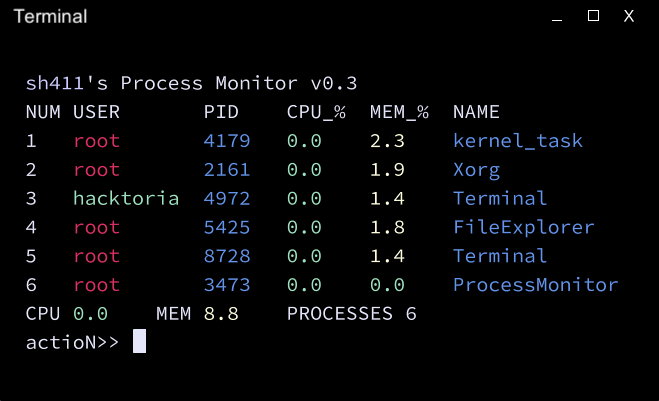 Terminal
sh411's Process Monitor v0.3
NUM USER PID CPU_% MEM_% NAME
1 root 4179 0.0 2.3 kernel_task
2 root 2161 0.0 1.9 Xorg
3 hacktoria 4972 0.0 1.4 Terminal
4 root 5425 0.0 1.8 FileExplorer
5 root 8728 0.0 1.4 Terminal
6 root 3473 0.0 0.0 ProcessMonitor
CPU 0.0 MEM 8.8 PROCESSES 6
actioN>>